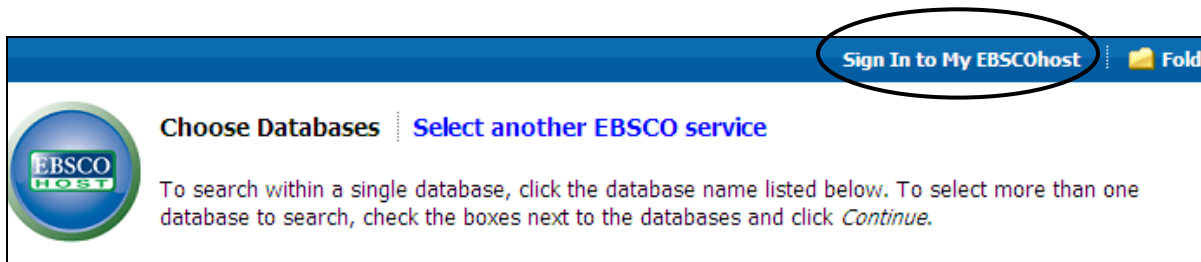 Sign In to My EBSCOhost Fold
Choose Databases Select another EBSCO service
EBSCO
HOST
To search within a single database, click the database name listed below. To select more than one
database to search, check the boxes next to the databases and click Continue.